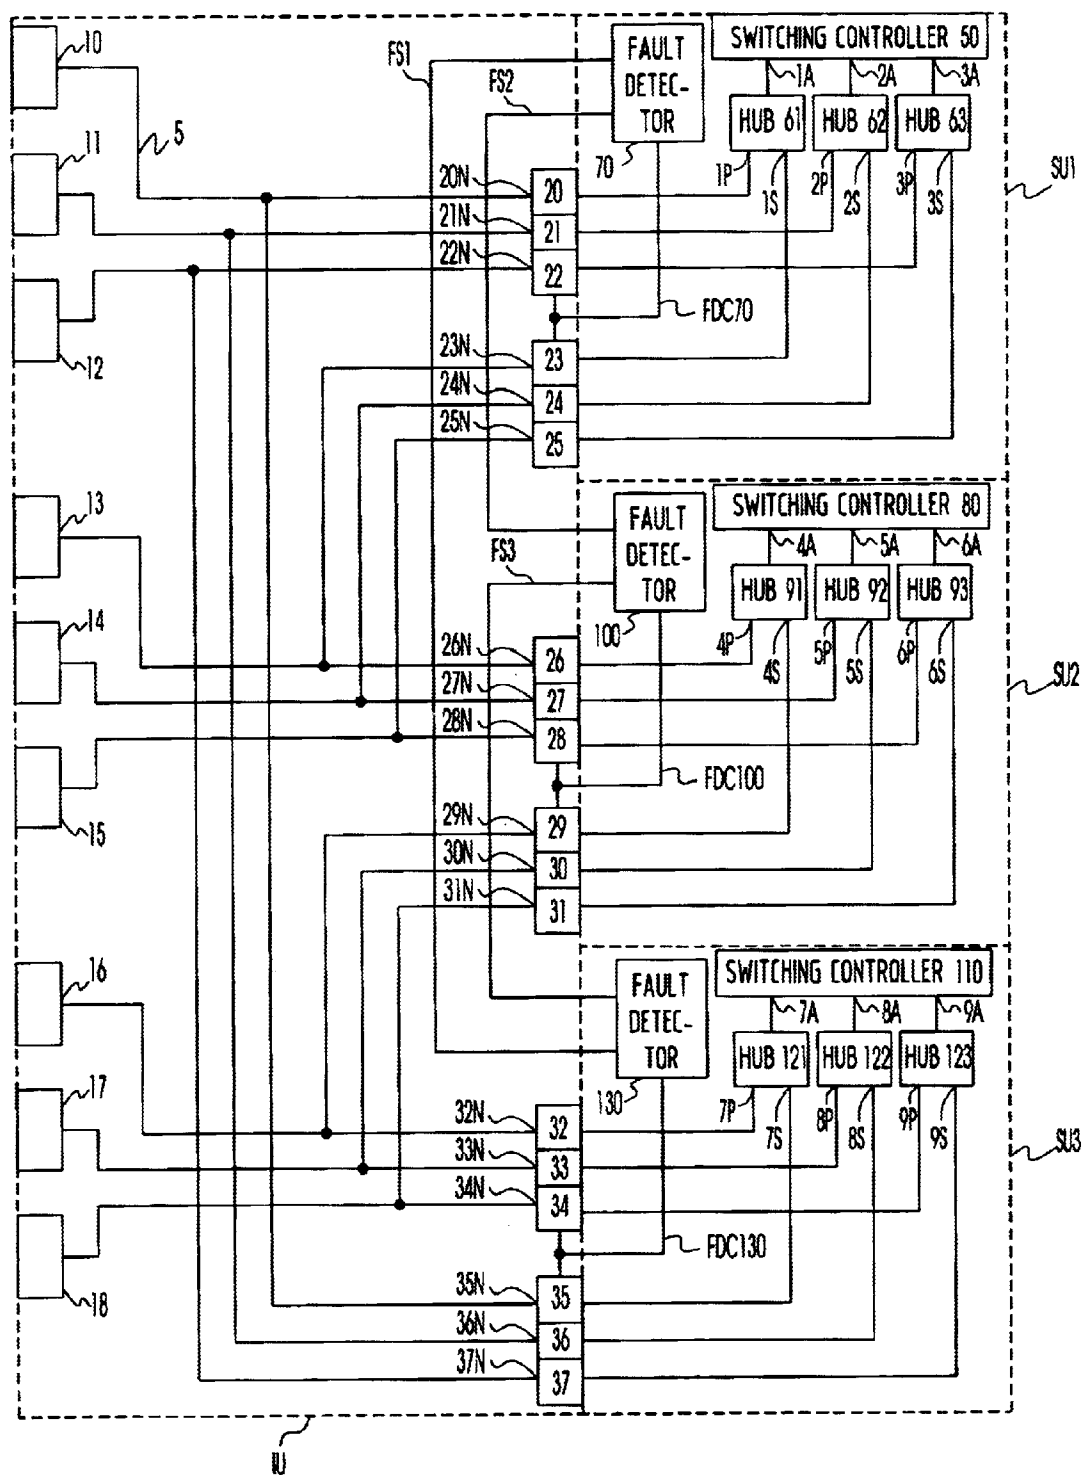 10
5
11
12
13
14
15
16
17
18
FS1
FS2
FS3
FAULT
DETEC-
TOR
70
SWITCHING CONTROLLER 50
1A
2A
3A
HUB 61
HUB 62
HUB 63
1P
1S
2P
2S
3P
3S
SU1
20N
20
21N
21
22N
22
FDC70
23N
23
24N
24
25N
25
FAULT
DETEC-
TOR
100
SWITCHING CONTROLLER 80
4A
5A
6A
HUB 91
HUB 92
HUB 93
4P
4S
5P
5S
6P
6S
SU2
26N
26
27N
27
28N
28
FDC100
29N
29
30N
30
31N
31
FAULT
DETEC-
TOR
130
SWITCHING CONTROLLER 110
7A
8A
9A
HUB 121
HUB 122
HUB 123
7P
7S
8P
8S
9P
9S
SU3
32N
32
33N
33
34N
34
FDC130
35N
35
36N
36
37N
37
IU